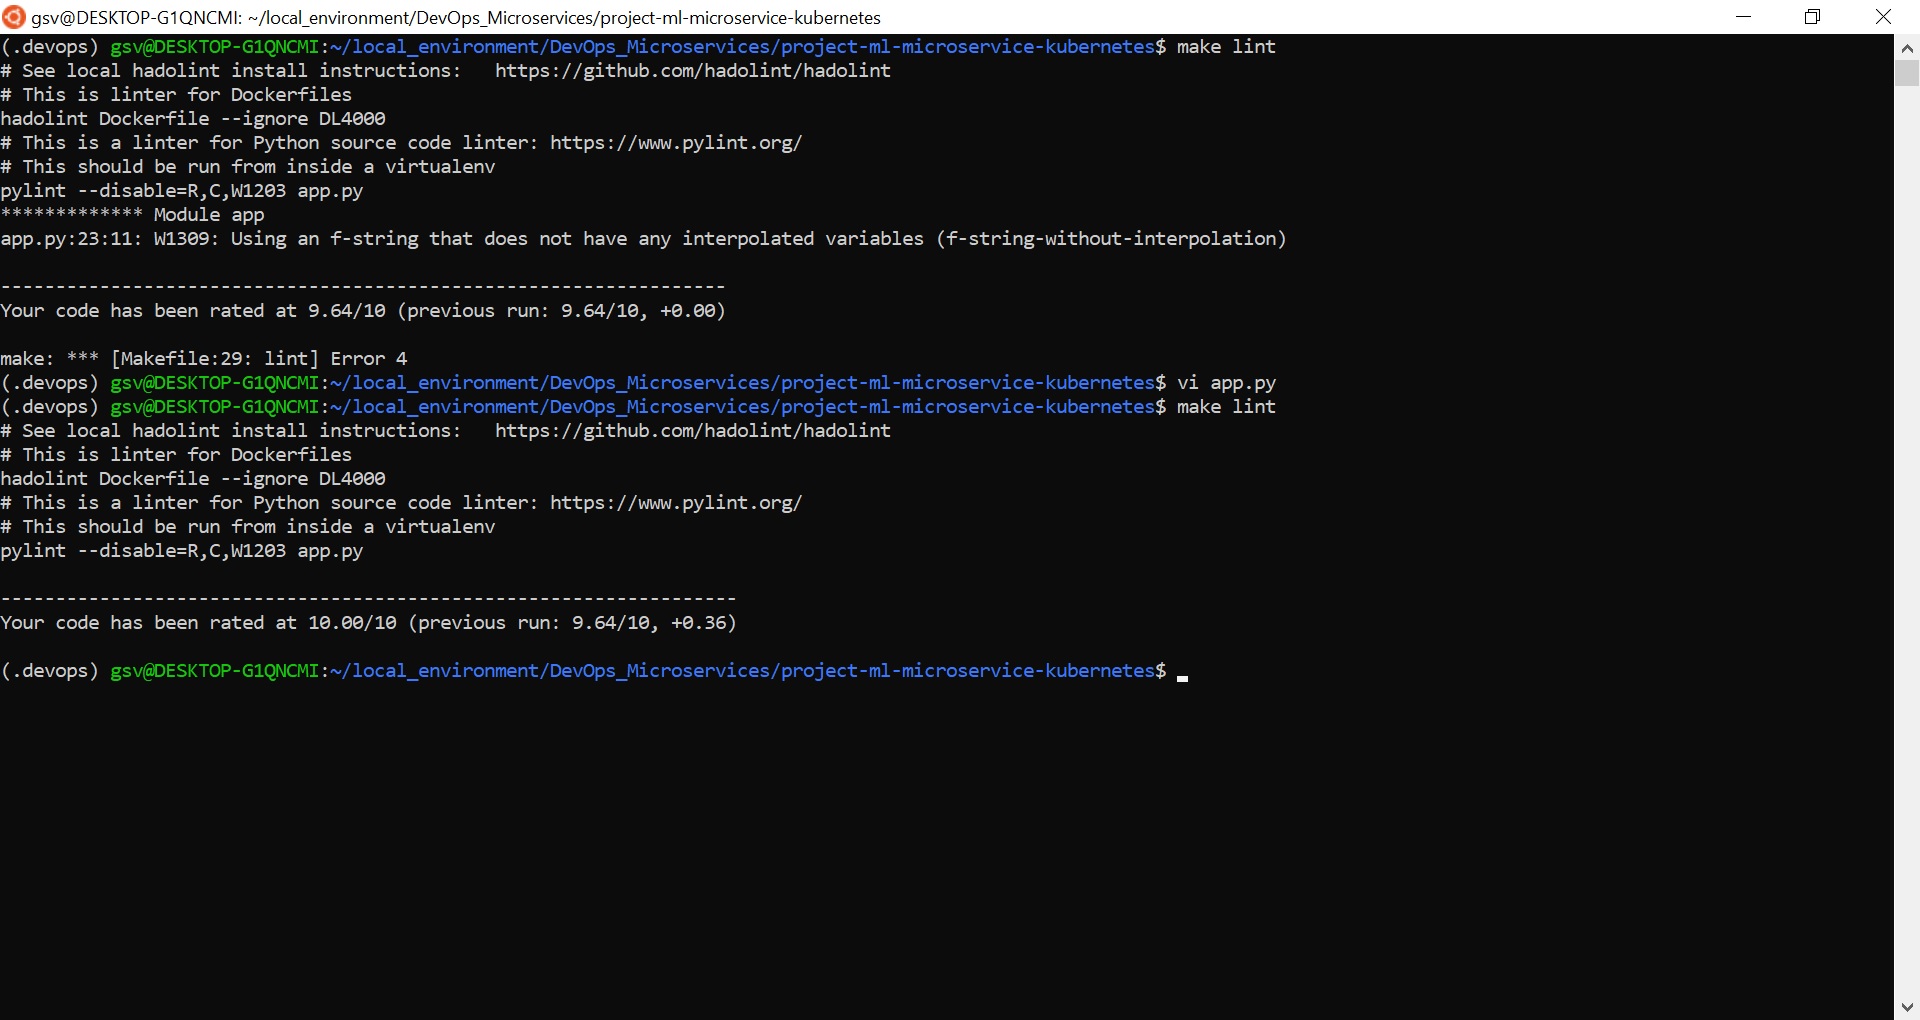 gsv@DESKTOP-G1QNCMI: ~/local_environment/DevOps_Microservices/project-ml-microservice-kubernetes
(.devops) gsv@DESKTOP-G1QNCMI:~/local_environment/DevOps_Microservices/project-ml-microservice-kubernetes$ make lint
# See local hadolint install instructions:   https://github.com/hadolint/hadolint
# This is linter for Dockerfiles
hadolint Dockerfile --ignore DL4000
# This is a linter for Python source code linter: https://www.pylint.org/
# This should be run from inside a virtualenv
pylint --disable=R,C,W1203 app.py
************* Module app
app.py:23:11: W1309: Using an f-string that does not have any interpolated variables (f-string-without-interpolation)
------------------------------------------------------------------
Your code has been rated at 9.64/10 (previous run: 9.64/10, +0.00)
make: *** [Makefile:29: lint] Error 4
(.devops) gsv@DESKTOP-G1QNCMI:~/local_environment/DevOps_Microservices/project-ml-microservice-kubernetes$ vi app.py
(.devops) gsv@DESKTOP-G1QNCMI:~/local_environment/DevOps_Microservices/project-ml-microservice-kubernetes$ make lint
# See local hadolint install instructions:   https://github.com/hadolint/hadolint
# This is linter for Dockerfiles
hadolint Dockerfile --ignore DL4000
# This is a linter for Python source code linter: https://www.pylint.org/
# This should be run from inside a virtualenv
pylint --disable=R,C,W1203 app.py
-------------------------------------------------------------------
Your code has been rated at 10.00/10 (previous run: 9.64/10, +0.36)
(.devops) gsv@DESKTOP-G1QNCMI:~/local_environment/DevOps_Microservices/project-ml-microservice-kubernetes$